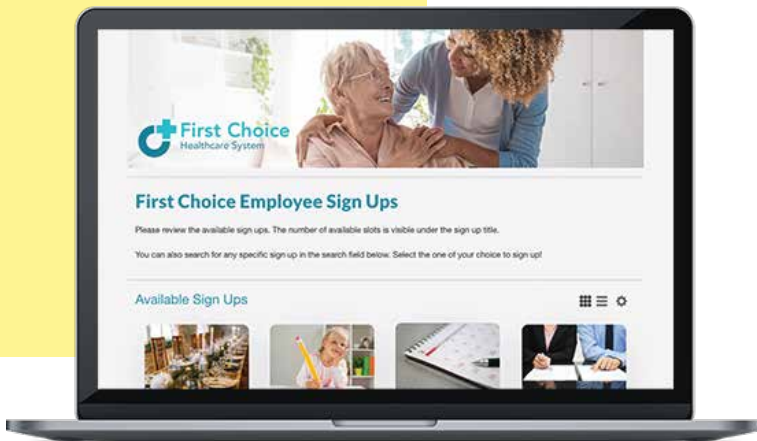 First Choice
Healthcare System
First Choice Employee Sign Ups
Please review the available sign ups. The number of available slots is visible under the sign up title.
You can also search for any specific sign up in the search field below. Select the one of your choice to sign up!
Available Sign Ups